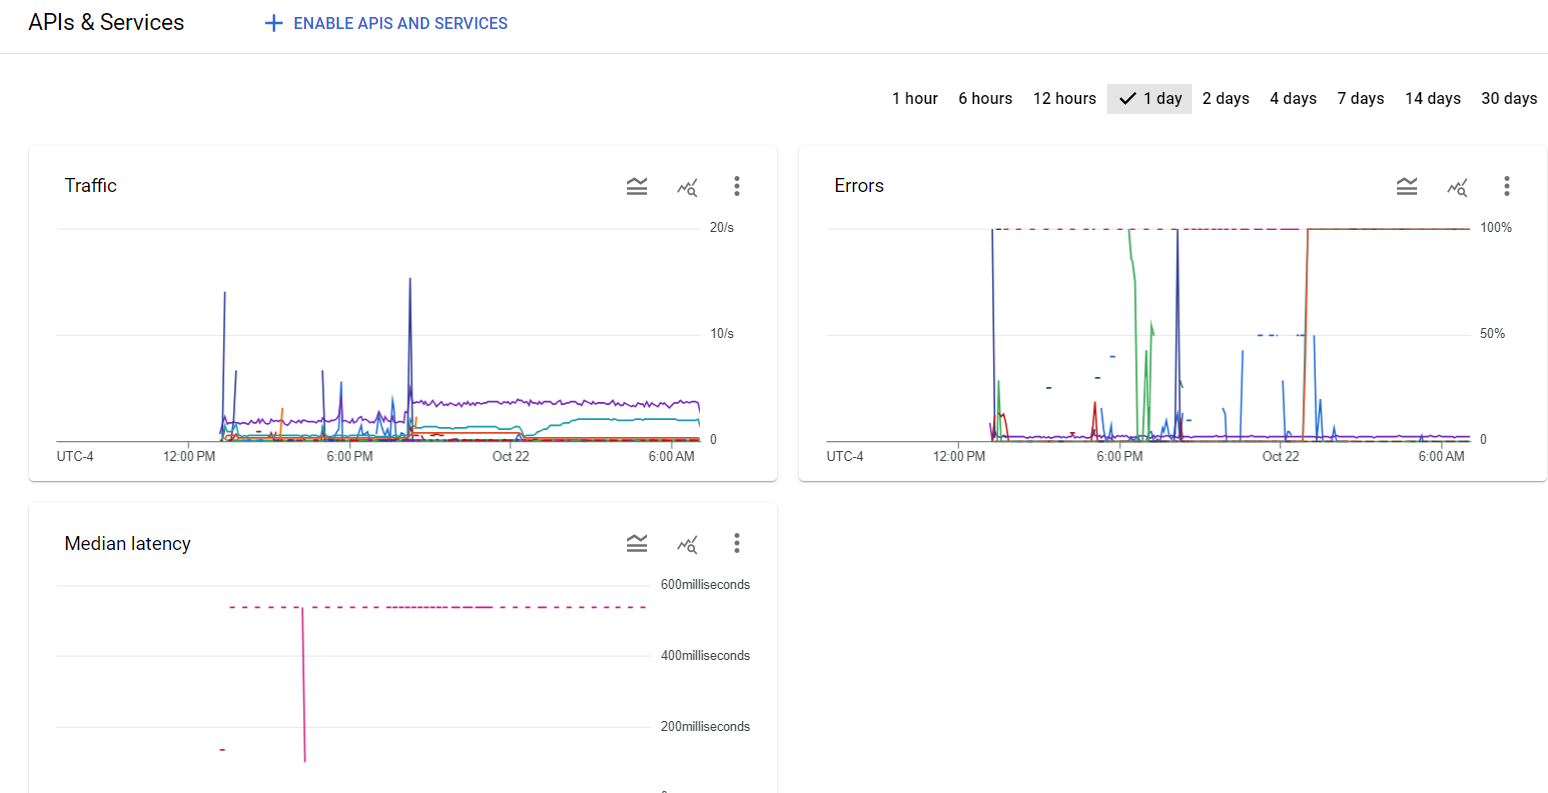 APIs & Services
ENABLE APIS AND SERVICES
1 hour 6 hours 12 hours 1 day 2 days 4 days 7 days 14 days 30 days
Traffic
20/s
10/s
0
UTC-4 12:00 PM 6:00 PM Oct 22 6:00 AM
Errors
100%
50%
0
UTC-4 12:00 PM 6:00 PM Oct 22 6:00 AM
Median latency
600milliseconds
400milliseconds
200milliseconds